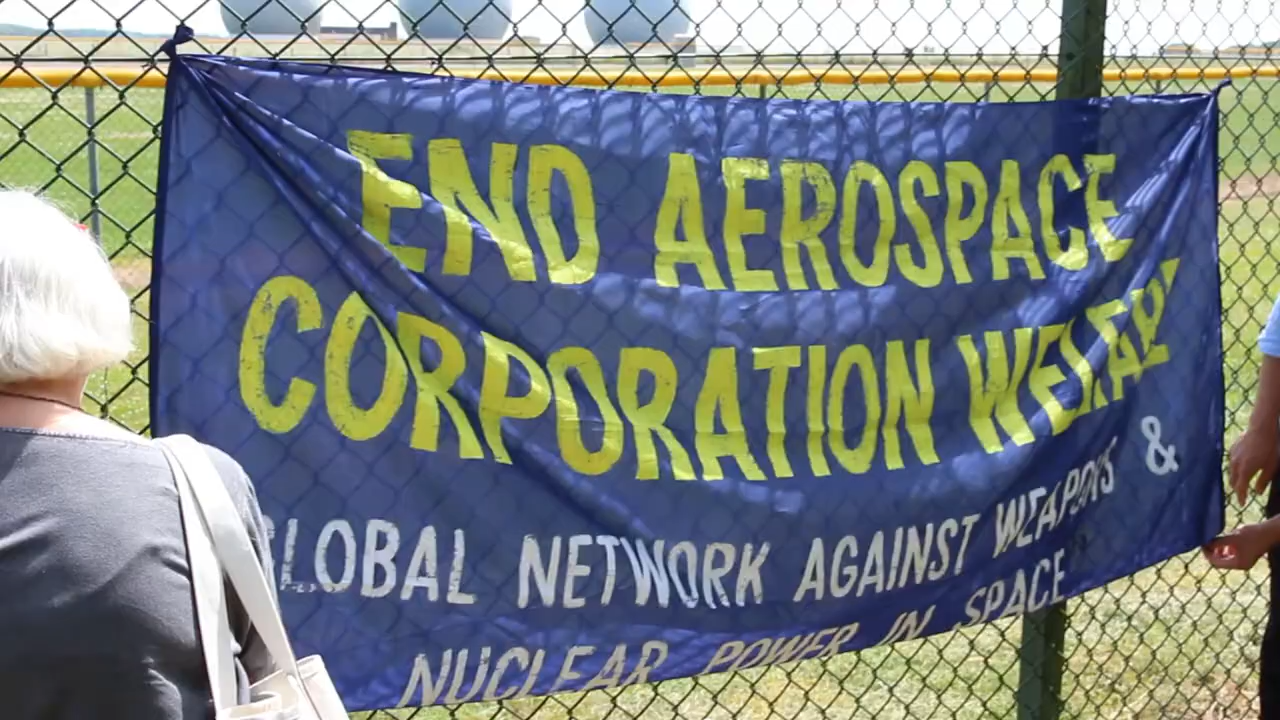 END AEROSPACE
CORPORATION WELFARE
GLOBAL NETWORK AGAINST WEAPONS &
NUCLEAR POWER IN SPACE